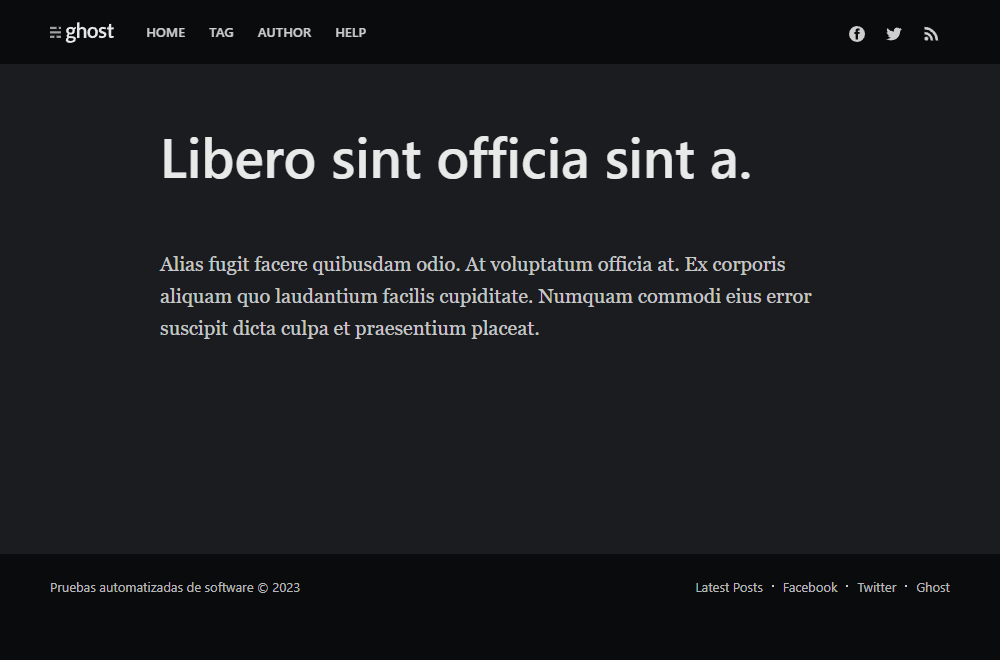 ghost HOME TAG AUTHOR HELP
Libero sint officia sint a.
Alias fugit facere quibusdam odio. At voluptatum officia at. Ex corporis
aliquam quo laudantium facilis cupiditate. Numquam commodi eius error
suscipit dicta culpa et praesentium placeat.
Pruebas automatizadas de software © 2023 Latest Posts · Facebook · Twitter · Ghost